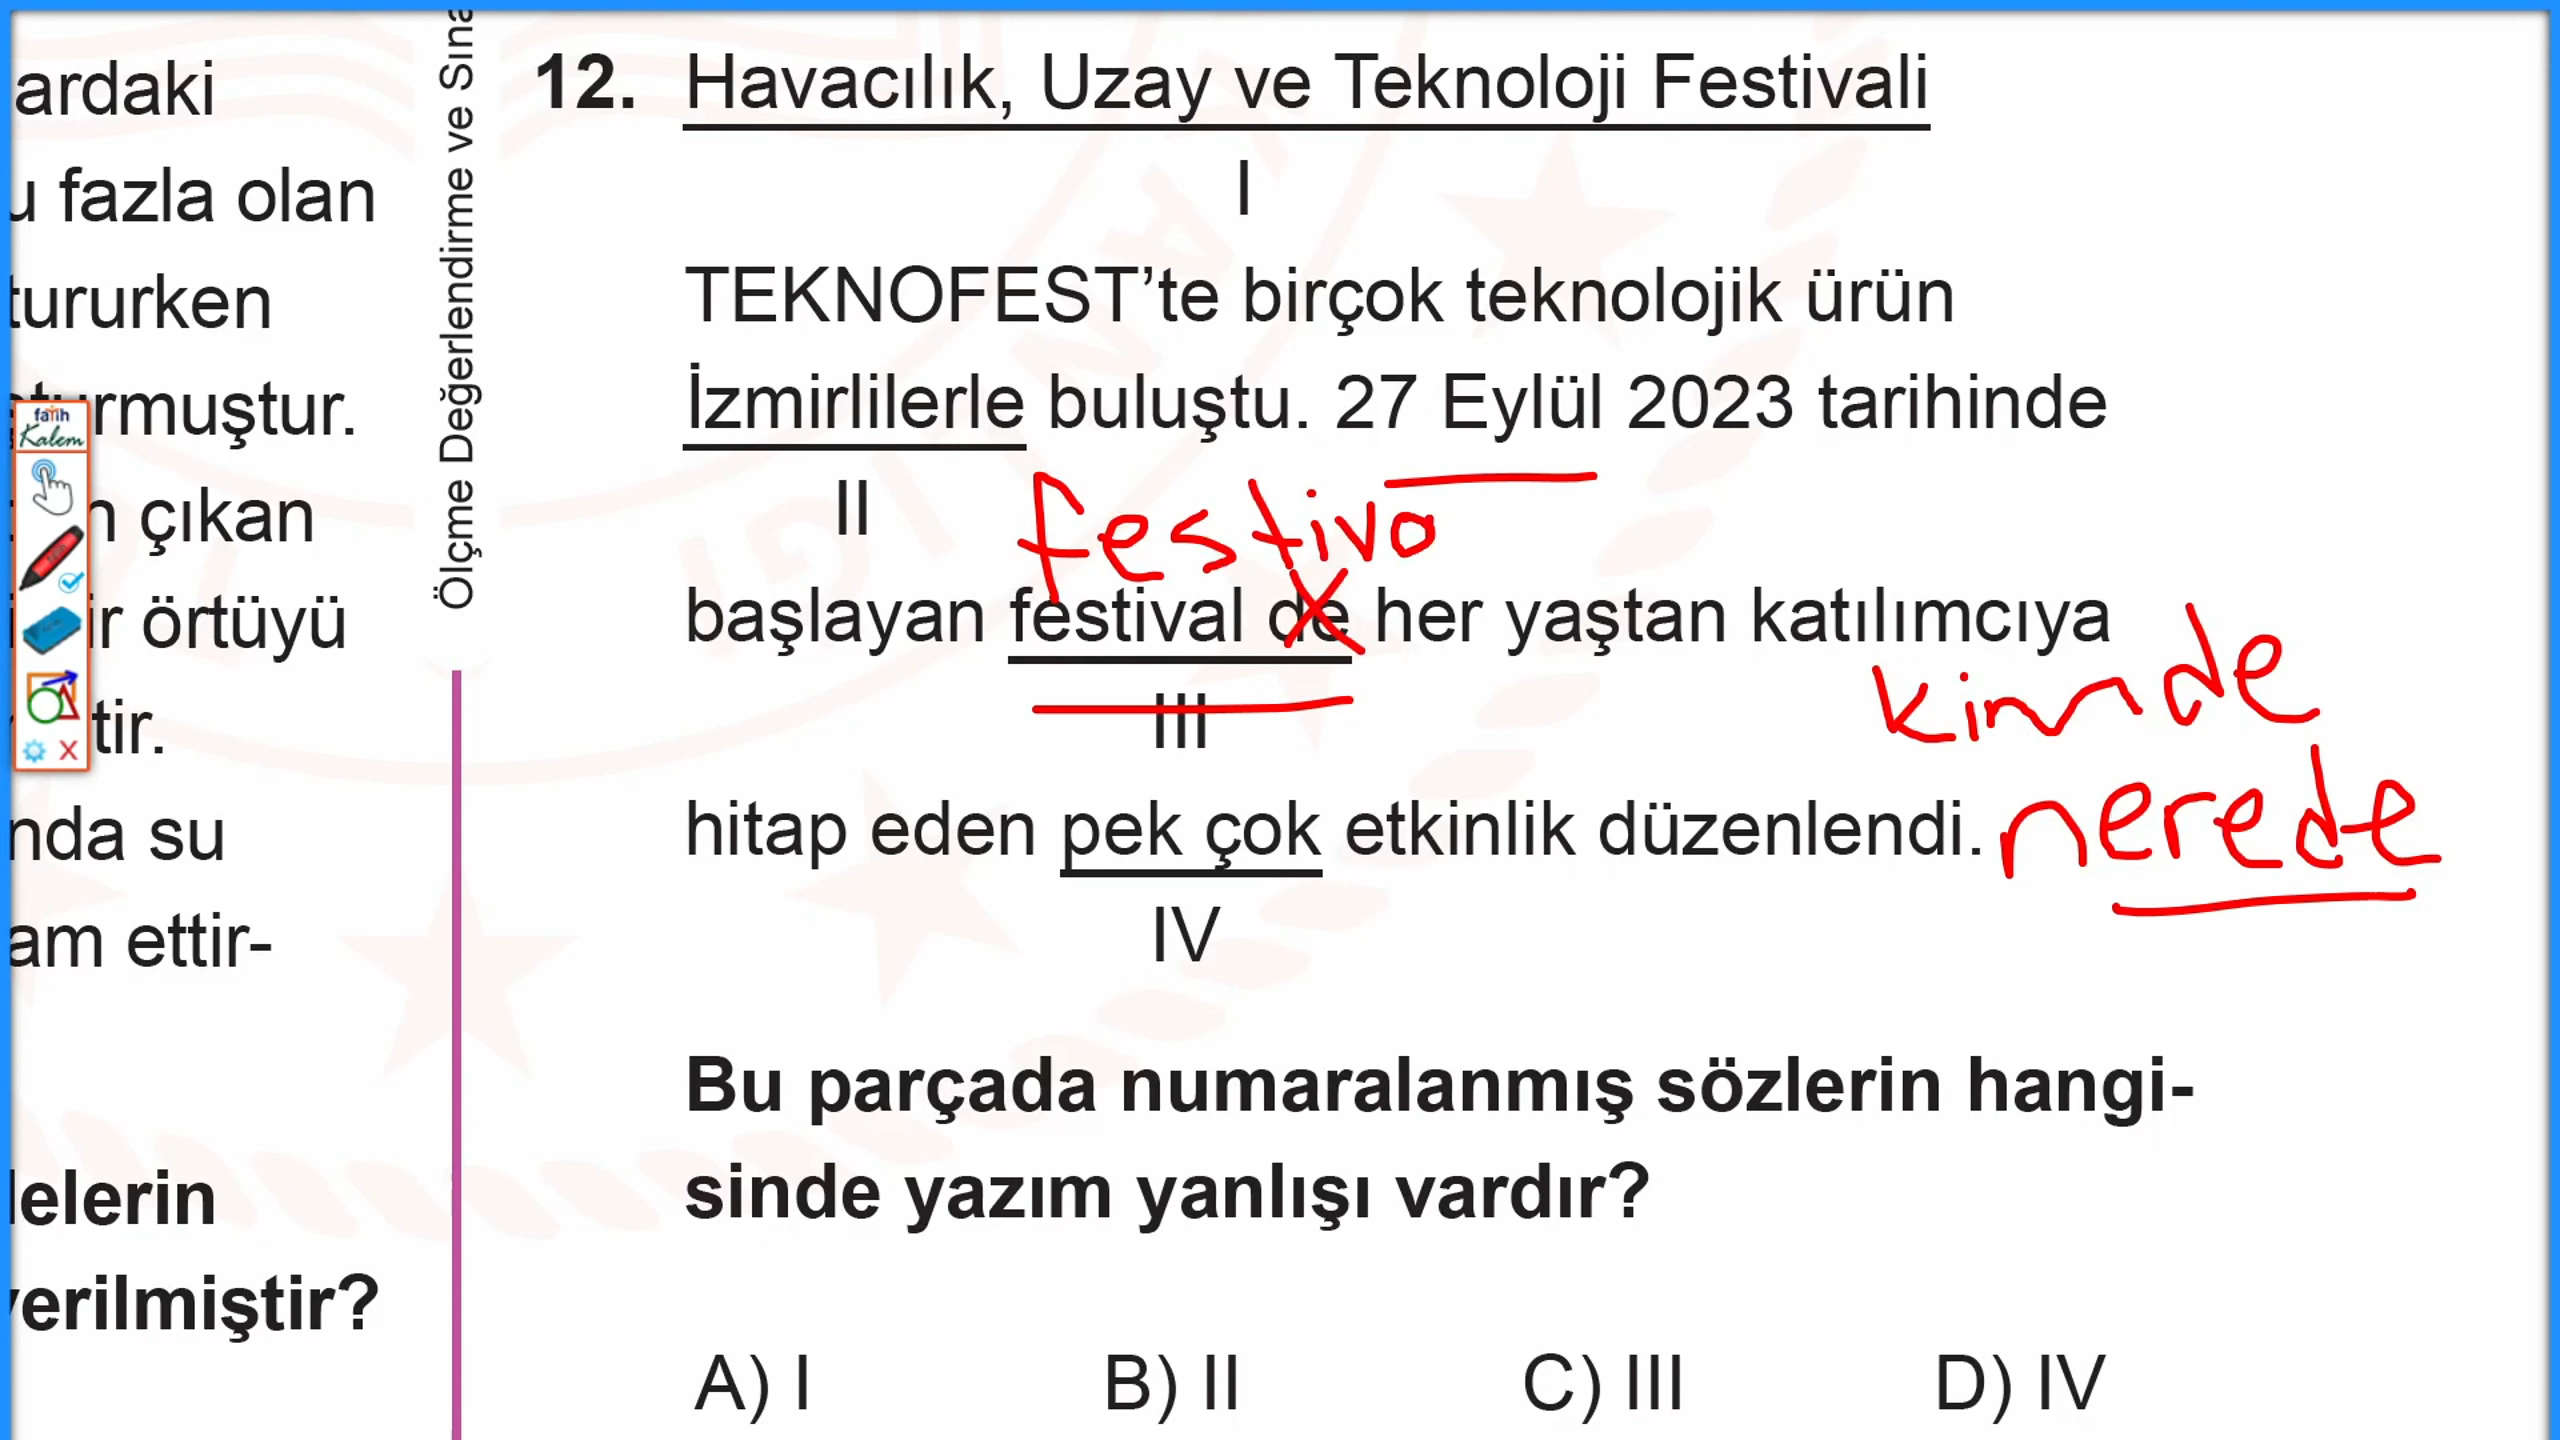 ardaki
u fazla olan
tururken
urmuştur.
n çıkan
ir örtüyü
tir.
nda su
am ettir-
lelerin
verilmiştir?
fatih
Kalem
Ölçme Değerlendirme ve Sına
12. Havacılık, Uzay ve Teknoloji Festivali
I
TEKNOFEST’te birçok teknolojik ürün
İzmirlilerle buluştu. 27 Eylül 2023 tarihinde
II
festiva
başlayan festival de her yaştan katılımcıya
kimde
III
hitap eden pek çok etkinlik düzenlendi.
nerede
IV
Bu parçada numaralanmış sözlerin hangi-
sinde yazım yanlışı vardır?
A) I B) II C) III D) IV